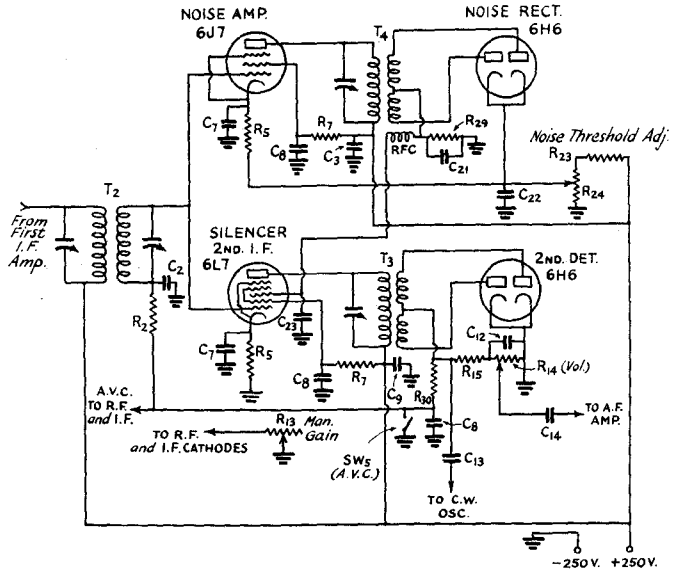 NOISE AMP.
6J7
T4
NOISE RECT.
6H6
C7
R5
C8
R7
C3
RFC
R29
C21
C22
Noise Threshold Adj.
R23
R24
T2
From
First
I.F.
Amp.
C2
R2
SILENCER
2ND. I.F.
6L7
C23
C7
R5
C8
R7
C9
T3
2ND. DET.
6H6
C12
R15
R14 (Vol.)
R30
C8
C13
C14
TO A.F.
AMP.
A.V.C.
TO R.F.
and I.F.
TO R.F.
and I.F. CATHODES
R13
Man.
Gain
SW5
(A.V.C.)
TO C.W.
OSC.
-250V. +250V.